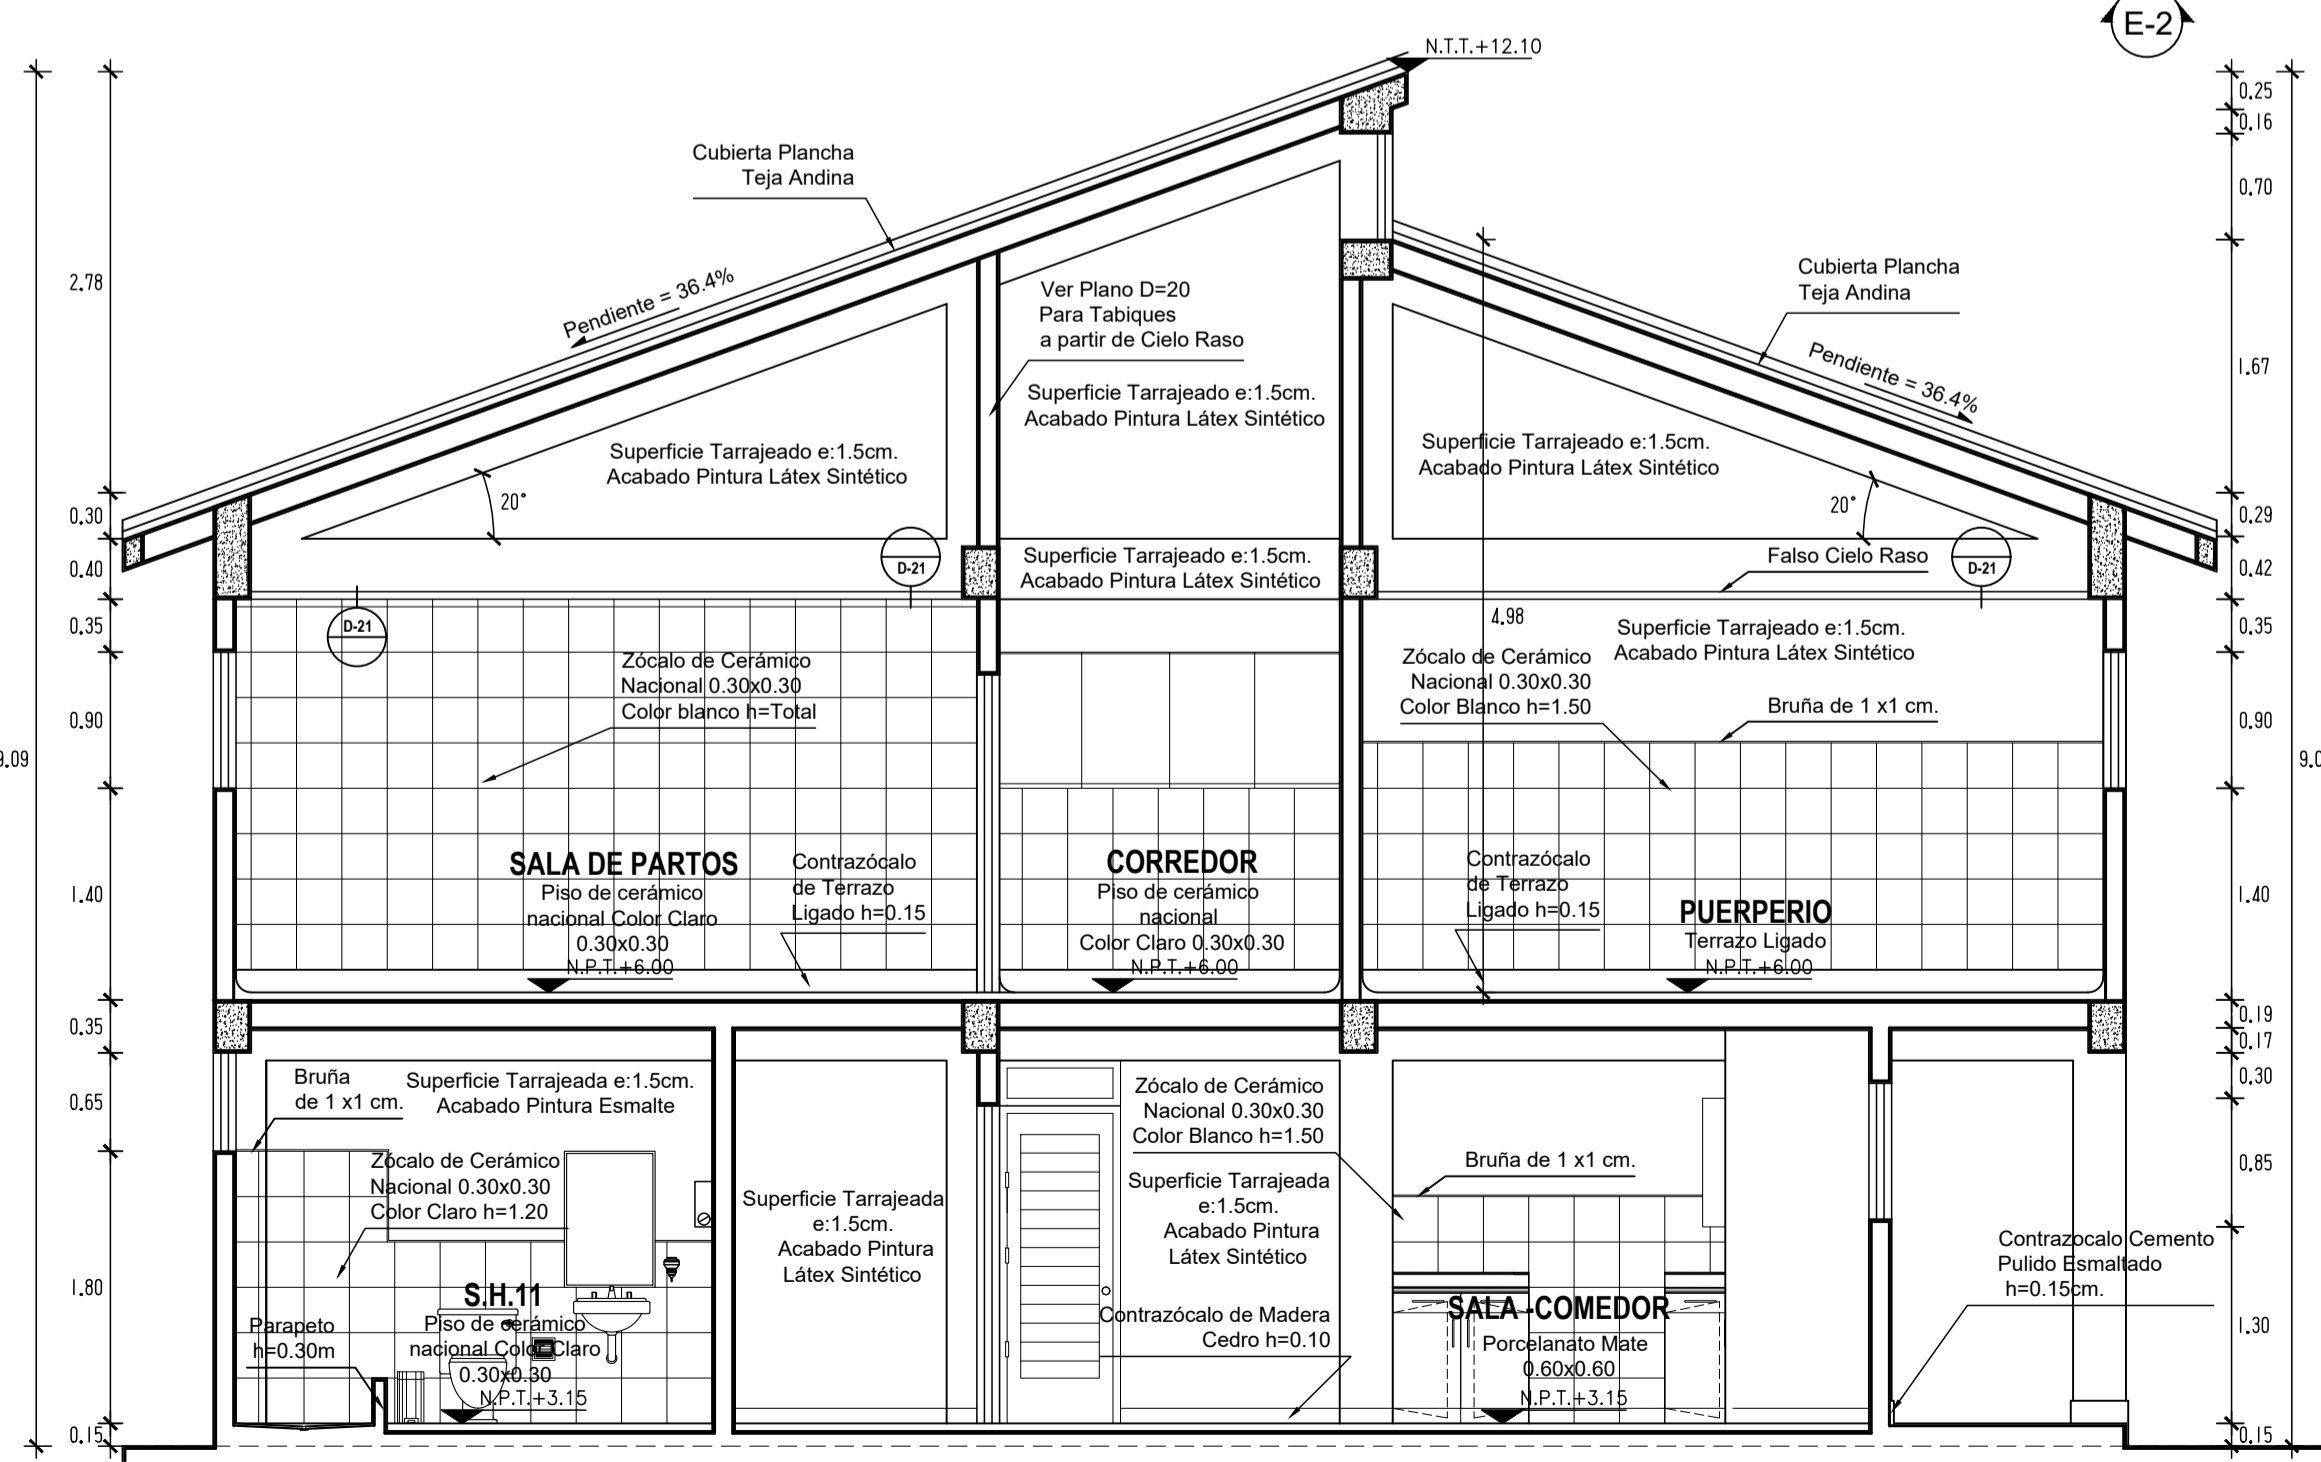 E-2
N.T.T.+12.10
0.25
0.16
0.70
Cubierta Plancha
Teja Andina
Cubierta Plancha
Teja Andina
2.78
Pendiente = 36.4%
Ver Plano D=20
Para Tabiques
a partir de Cielo Raso
Pendiente = 36.4%
1.67
Superficie Tarrajeado e:1.5cm.
Acabado Pintura Látex Sintético
Superficie Tarrajeado e:1.5cm.
Acabado Pintura Látex Sintético
Superficie Tarrajeado e:1.5cm.
Acabado Pintura Látex Sintético
20°
20°
0.30
0.29
Superficie Tarrajeado e:1.5cm.
Acabado Pintura Látex Sintético
Falso Cielo Raso
D-21
D-21
0.40
0.42
D-21
4.98
0.35
0.35
Superficie Tarrajeado e:1.5cm.
Acabado Pintura Látex Sintético
Zócalo de Cerámico
Nacional 0.30x0.30
Color blanco h=Total
Zócalo de Cerámico
Nacional 0.30x0.30
Color Blanco h=1.50
Bruña de 1 x1 cm.
0.90
0.90
9.09
9.0
SALA DE PARTOS
Piso de cerámico
nacional Color Claro
0.30x0.30
N.P.T.+6.00
Contrazócalo
de Terrazo
Ligado h=0.15
CORREDOR
Piso de cerámico
nacional
Color Claro 0.30x0.30
N.P.T.+6.00
Contrazócalo
de Terrazo
Ligado h=0.15
PUERPERIO
Terrazo Ligado
N.P.T.+6.00
1.40
1.40
0.35
0.19
0.17
Bruña
de 1 x1 cm.
Superficie Tarrajeada e:1.5cm.
Acabado Pintura Esmalte
Zócalo de Cerámico
Nacional 0.30x0.30
Color Blanco h=1.50
0.65
0.30
Zócalo de Cerámico
Nacional 0.30x0.30
Color Claro h=1.20
Bruña de 1 x1 cm.
0.85
Superficie Tarrajeada
e:1.5cm.
Acabado Pintura
Látex Sintético
Superficie Tarrajeada
e:1.5cm.
Acabado Pintura
Látex Sintético
Contrazocalo Cemento
Pulido Esmaltado
h=0.15cm.
1.80
1.30
S.H.11
Piso de cerámico
nacional Color Claro
0.30x0.30
N.P.T.+3.15
Parapeto
h=0.30m
Contrazócalo de Madera
Cedro h=0.10
SALA -COMEDOR
Porcelanato Mate
0.60x0.60
N.P.T.+3.15
0.15
0.15